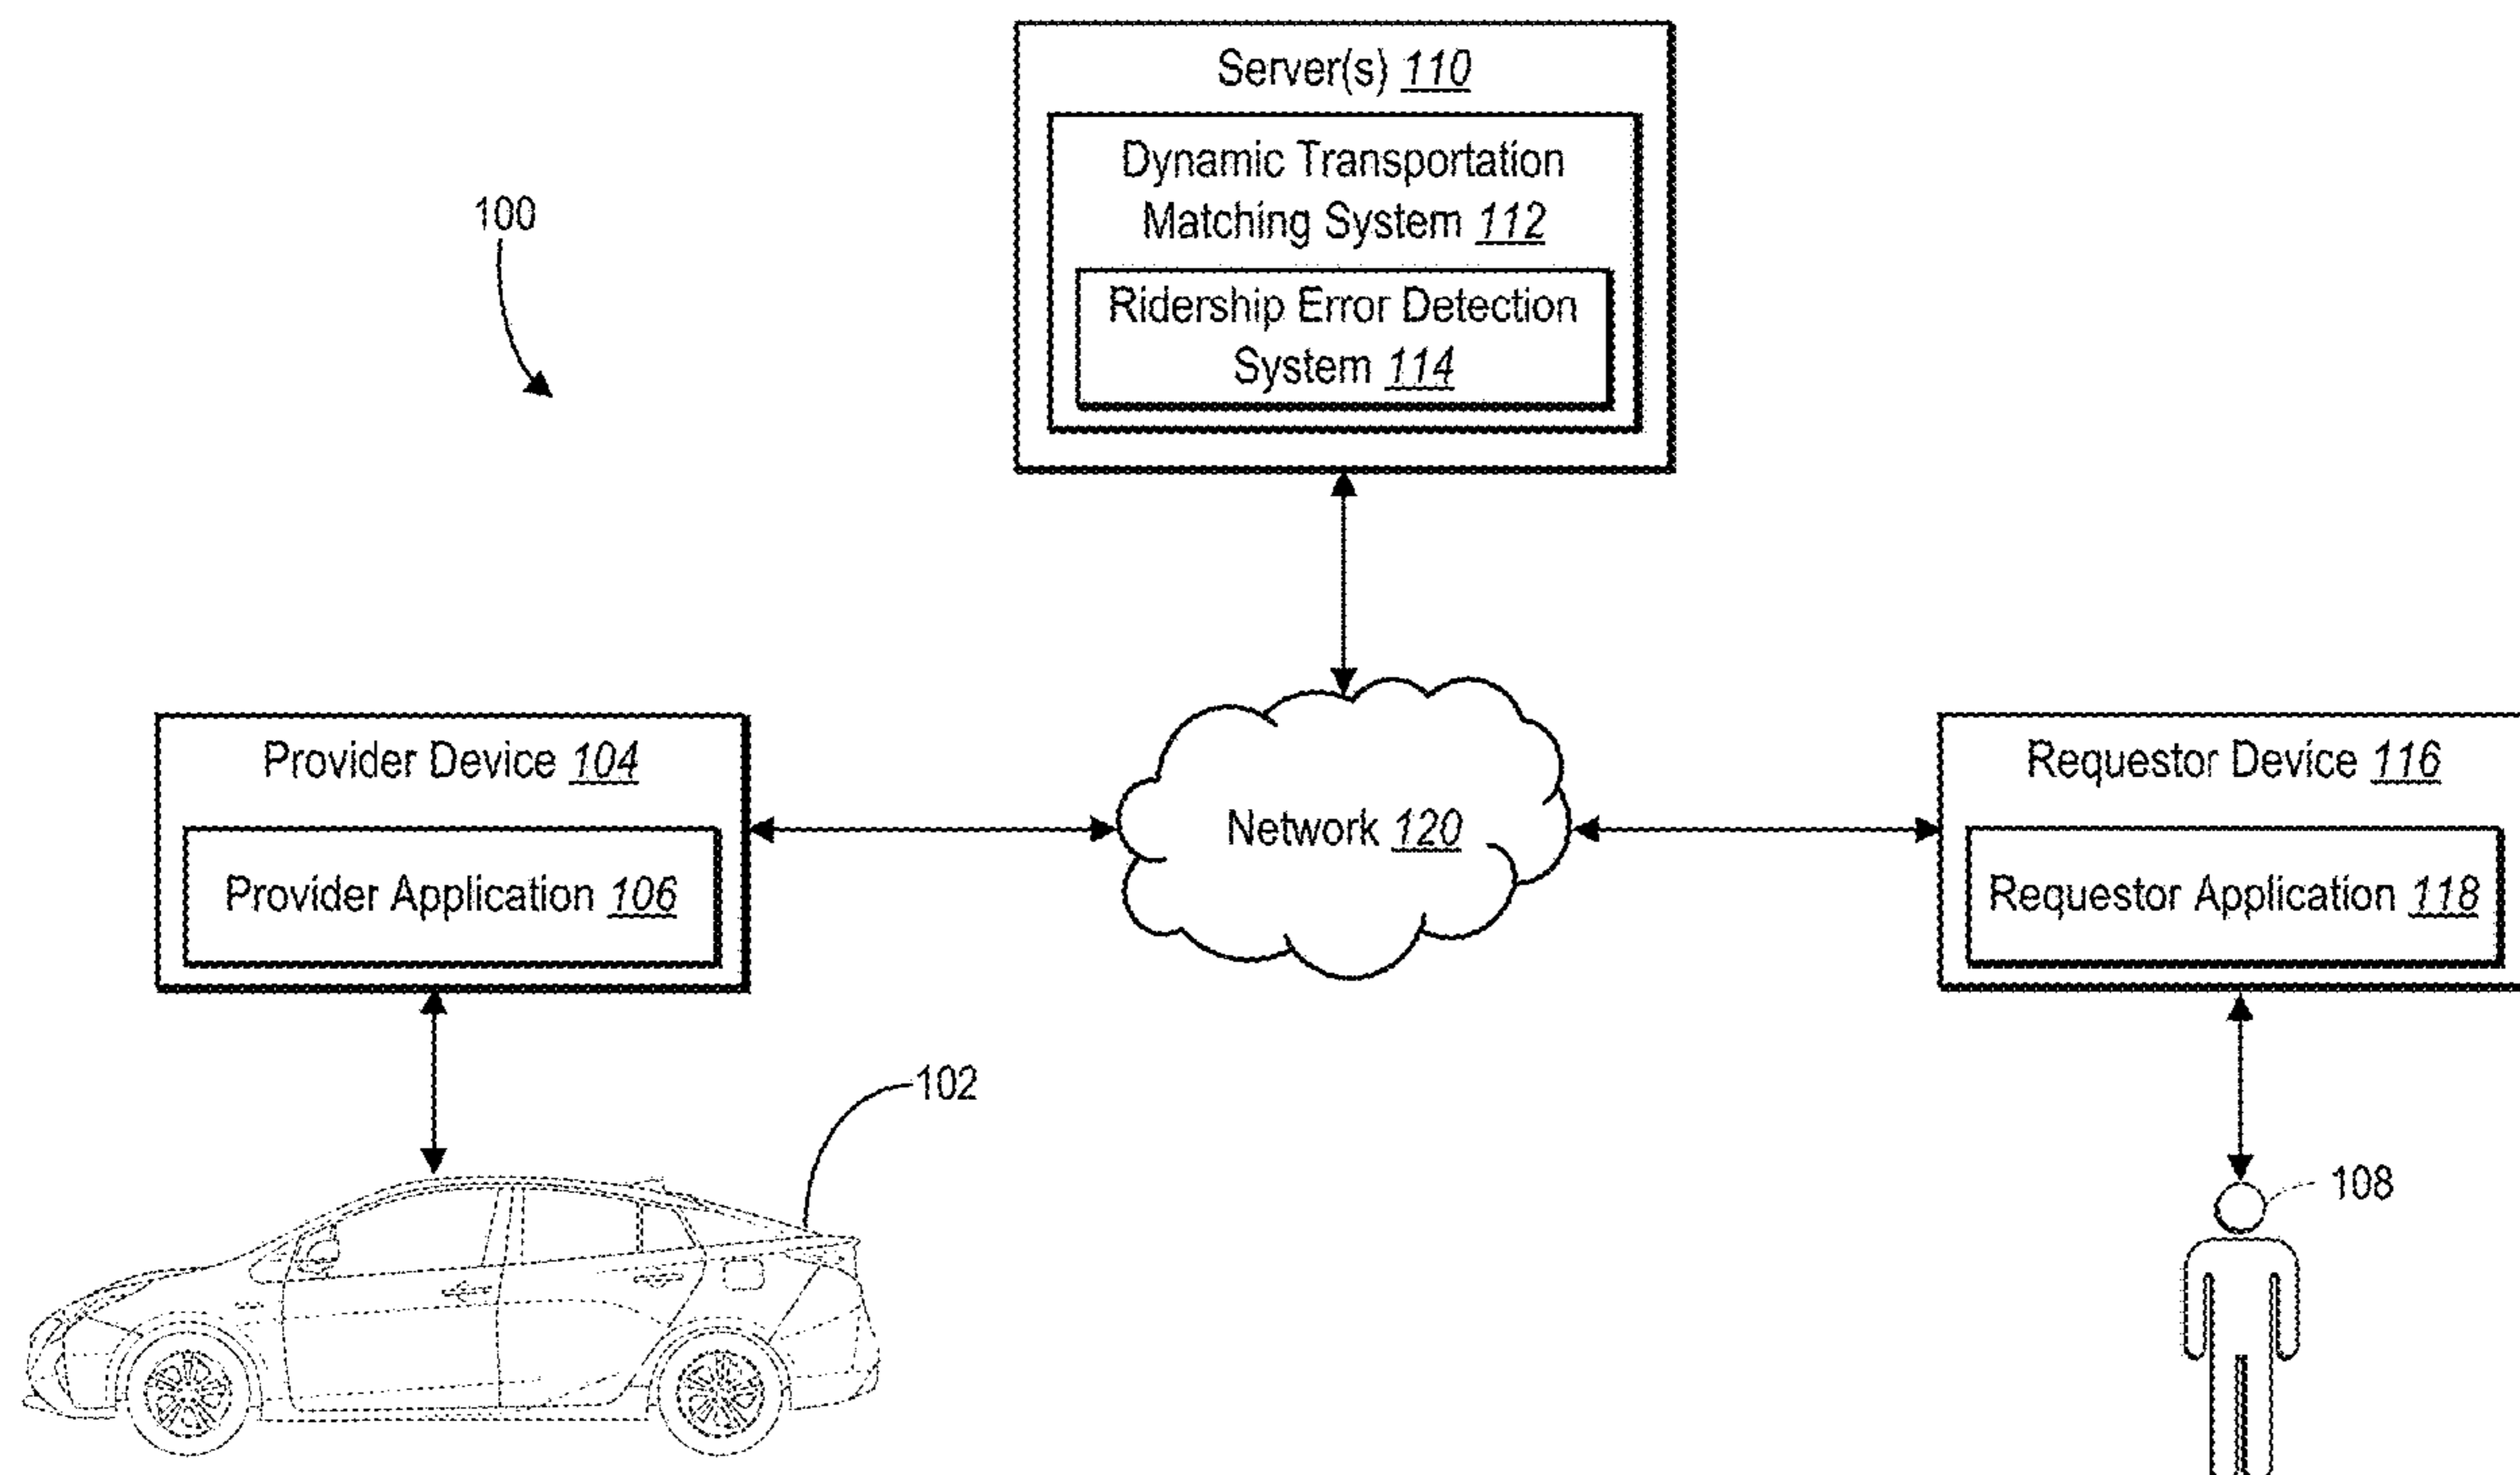 Server(s) 110
Dynamic Transportation
Matching System 112
100
Ridership Error Detection
System 114
Provider Device 104
Requestor Device 116
Network 120
Provider Application 106
Requestor Application 118
102
108